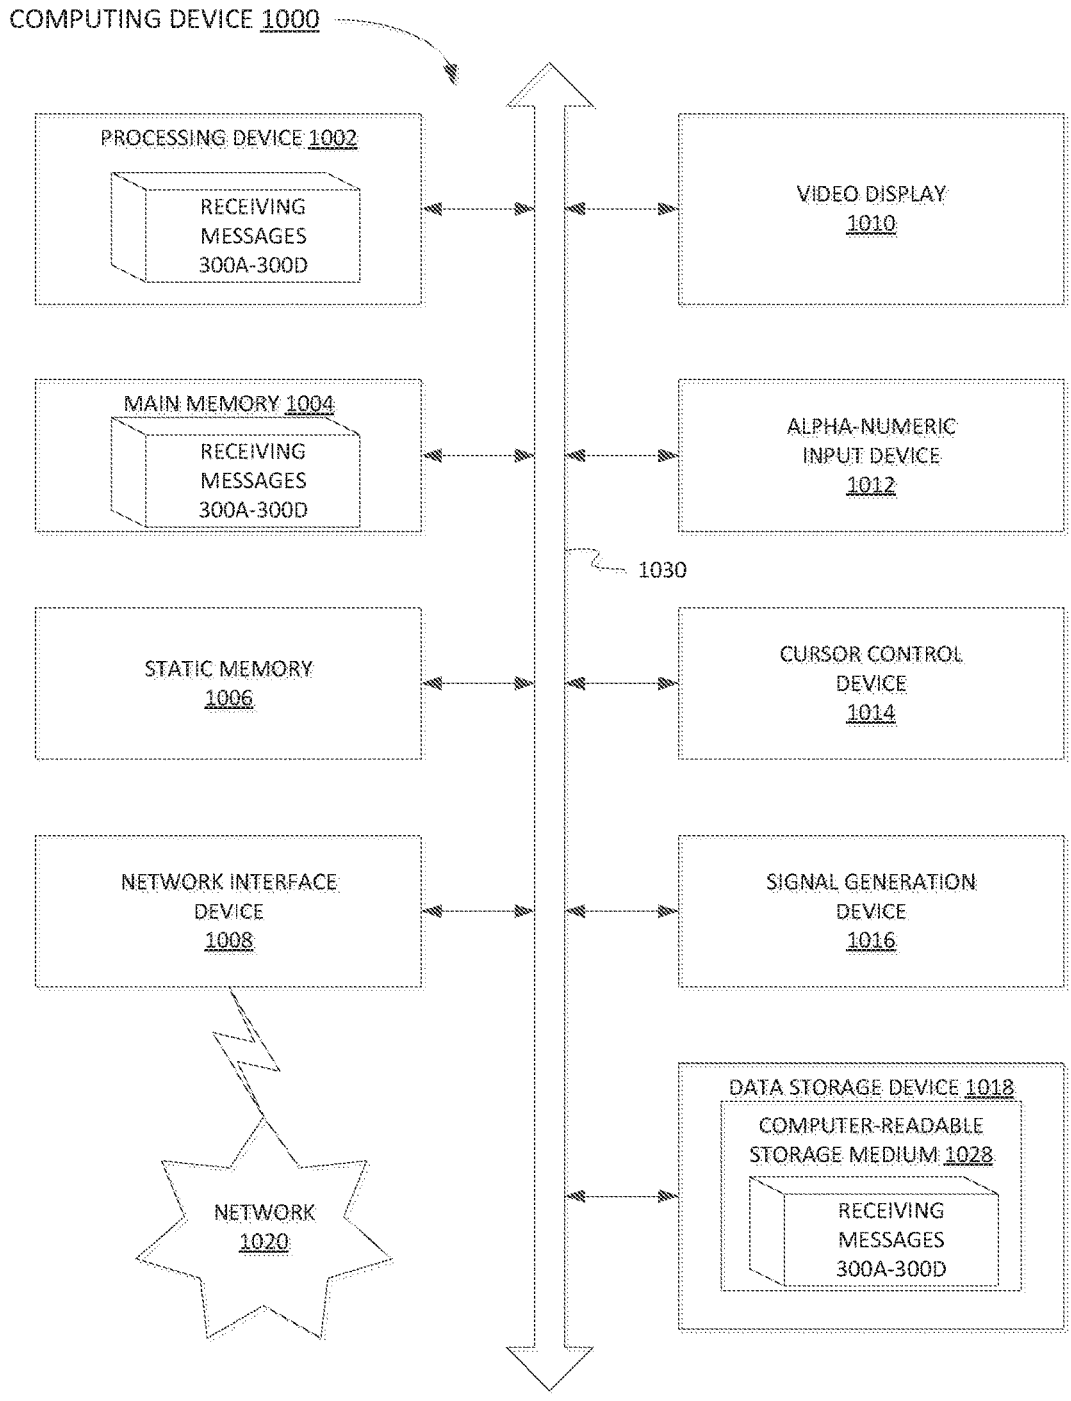 COMPUTING DEVICE 1000
PROCESSING DEVICE 1002
RECEIVING
MESSAGES
300A-300D
VIDEO DISPLAY
1010
MAIN MEMORY 1004
RECEIVING
MESSAGES
300A-300D
ALPHA-NUMERIC
INPUT DEVICE
1012
1030
STATIC MEMORY
1006
CURSOR CONTROL
DEVICE
1014
NETWORK INTERFACE
DEVICE
1008
SIGNAL GENERATION
DEVICE
1016
NETWORK
1020
DATA STORAGE DEVICE 1018
COMPUTER-READABLE
STORAGE MEDIUM 1028
RECEIVING
MESSAGES
300A-300D